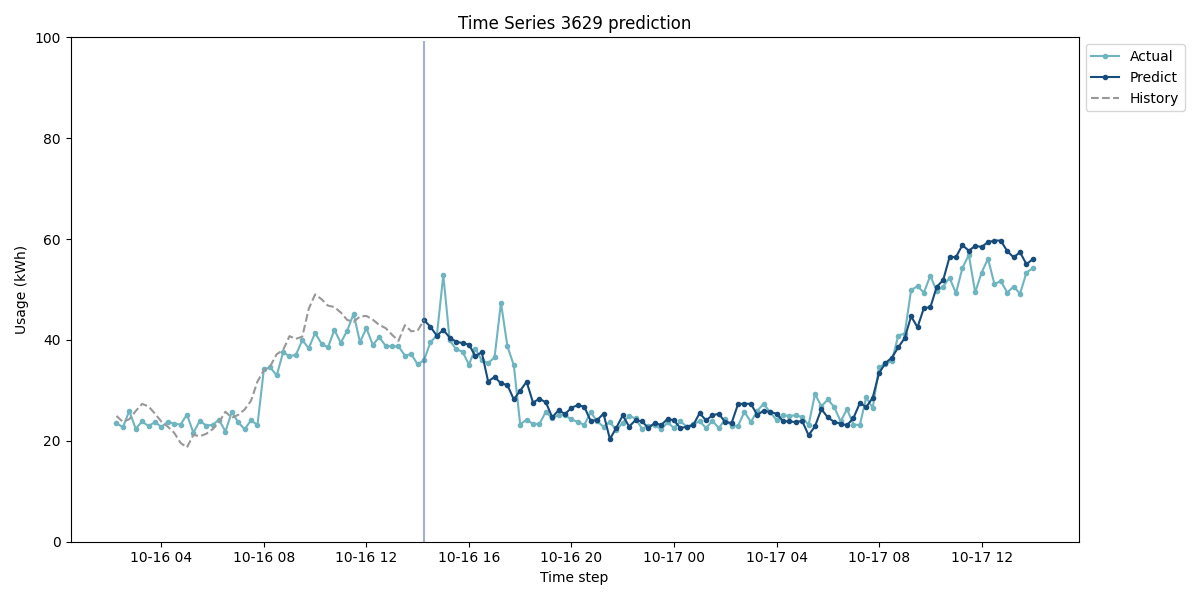 Time Series 3629 prediction
100
80
60
40
20
0
Usage (kWh)
10-16 04
10-16 08
10-16 12
10-16 16
10-16 20
10-17 00
10-17 04
10-17 08
10-17 12
Time step
Actual
Predict
History